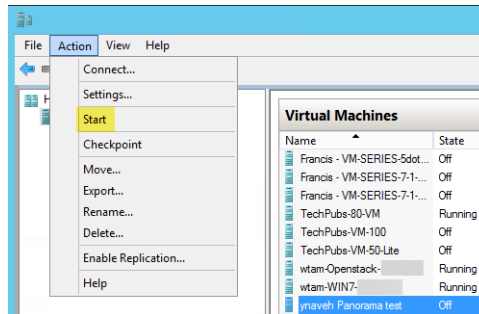 File Action View Help
Connect...
Settings...
Start
Checkpoint
Move...
Export...
Rename...
Delete...
Enable Replication...
Help
H
Virtual Machines
Name State
Francis - VM-SERIES-5dot... Off
Francis - VM-SERIES-7-1-... Off
Francis - VM-SERIES-7-1-... Off
TechPubs-80-VM Running
TechPubs-VM-100 Off
TechPubs-VM-50-Lite Off
wtam-Openstack- Running
wtam-WIN7- Running
ynaveh Panorama test Off